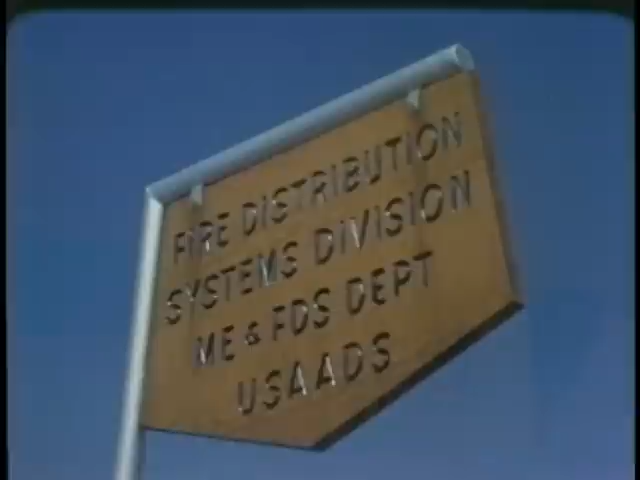 FIRE DISTRIBUTION
SYSTEMS DIVISION
ME & FDS DEPT
USAADS